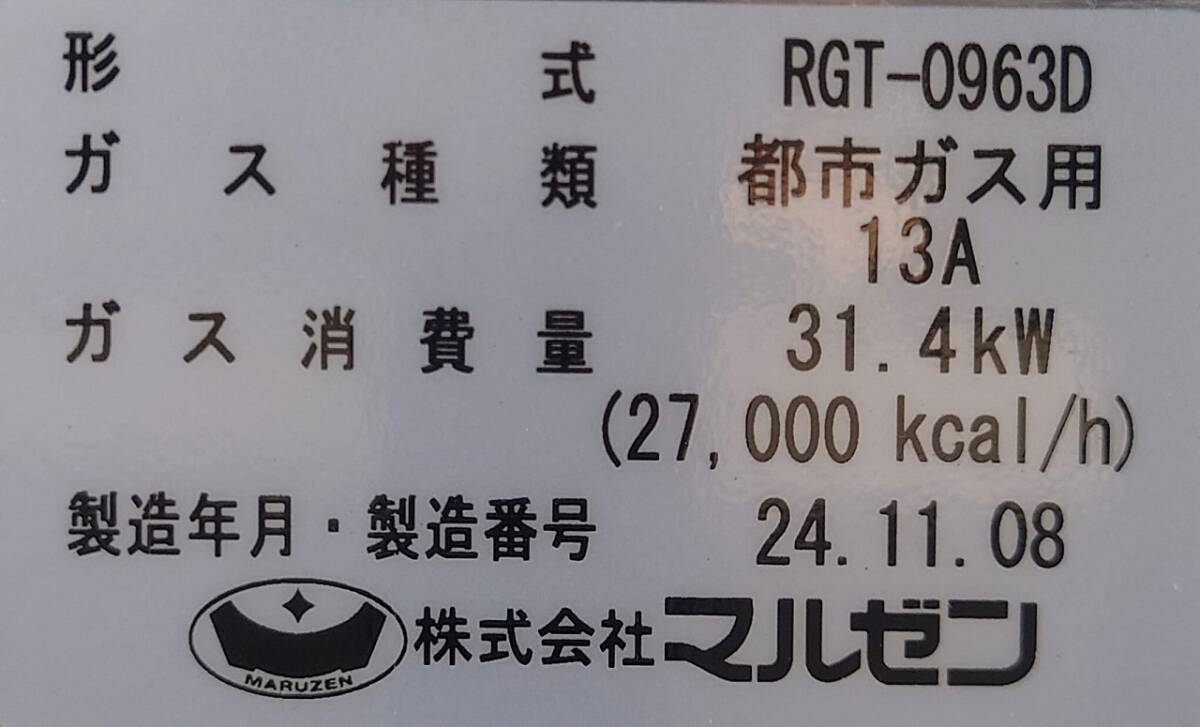 形式 RGT-0963D
ガス種類 都市ガス用
13A
ガス消費量 31.4kW
(27,000 kcal/h)
製造年月・製造番号 24.11.08
MARUZEN 株式会社マルゼン